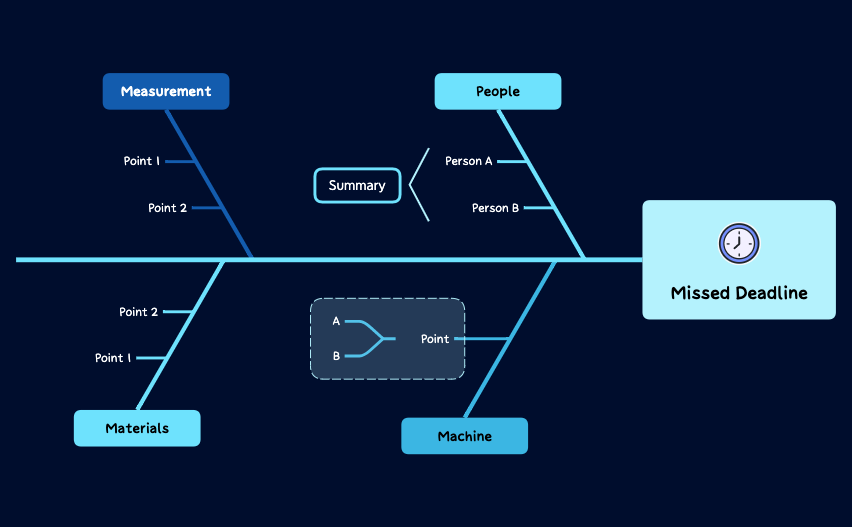 Measurement
People
Point 1
Person A
Summary
Point 2
Person B
Missed Deadline
Point 2
A
Point
B
Point 1
Materials
Machine